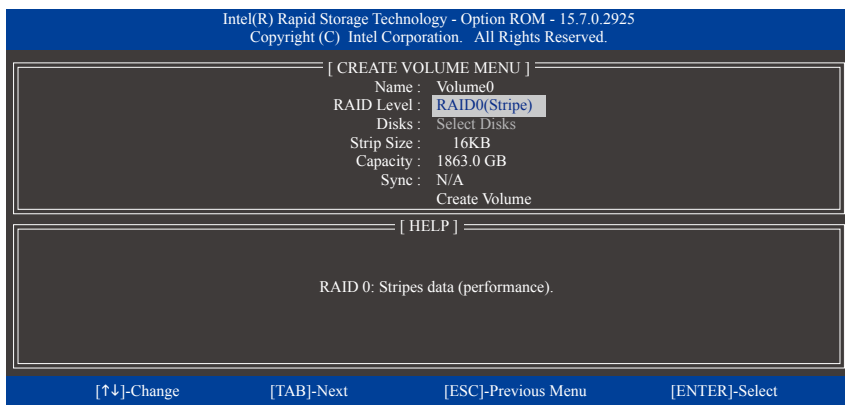 Intel(R) Rapid Storage Technology - Option ROM - 15.7.0.2925
Copyright (C) Intel Corporation. All Rights Reserved.
[ CREATE VOLUME MENU ]
Name : Volume0
RAID Level : RAID0(Stripe)
Disks : Select Disks
Strip Size : 16KB
Capacity : 1863.0 GB
Sync : N/A
Create Volume
[ HELP ]
RAID 0: Stripes data (performance).
[↑↓]-Change [TAB]-Next [ESC]-Previous Menu [ENTER]-Select